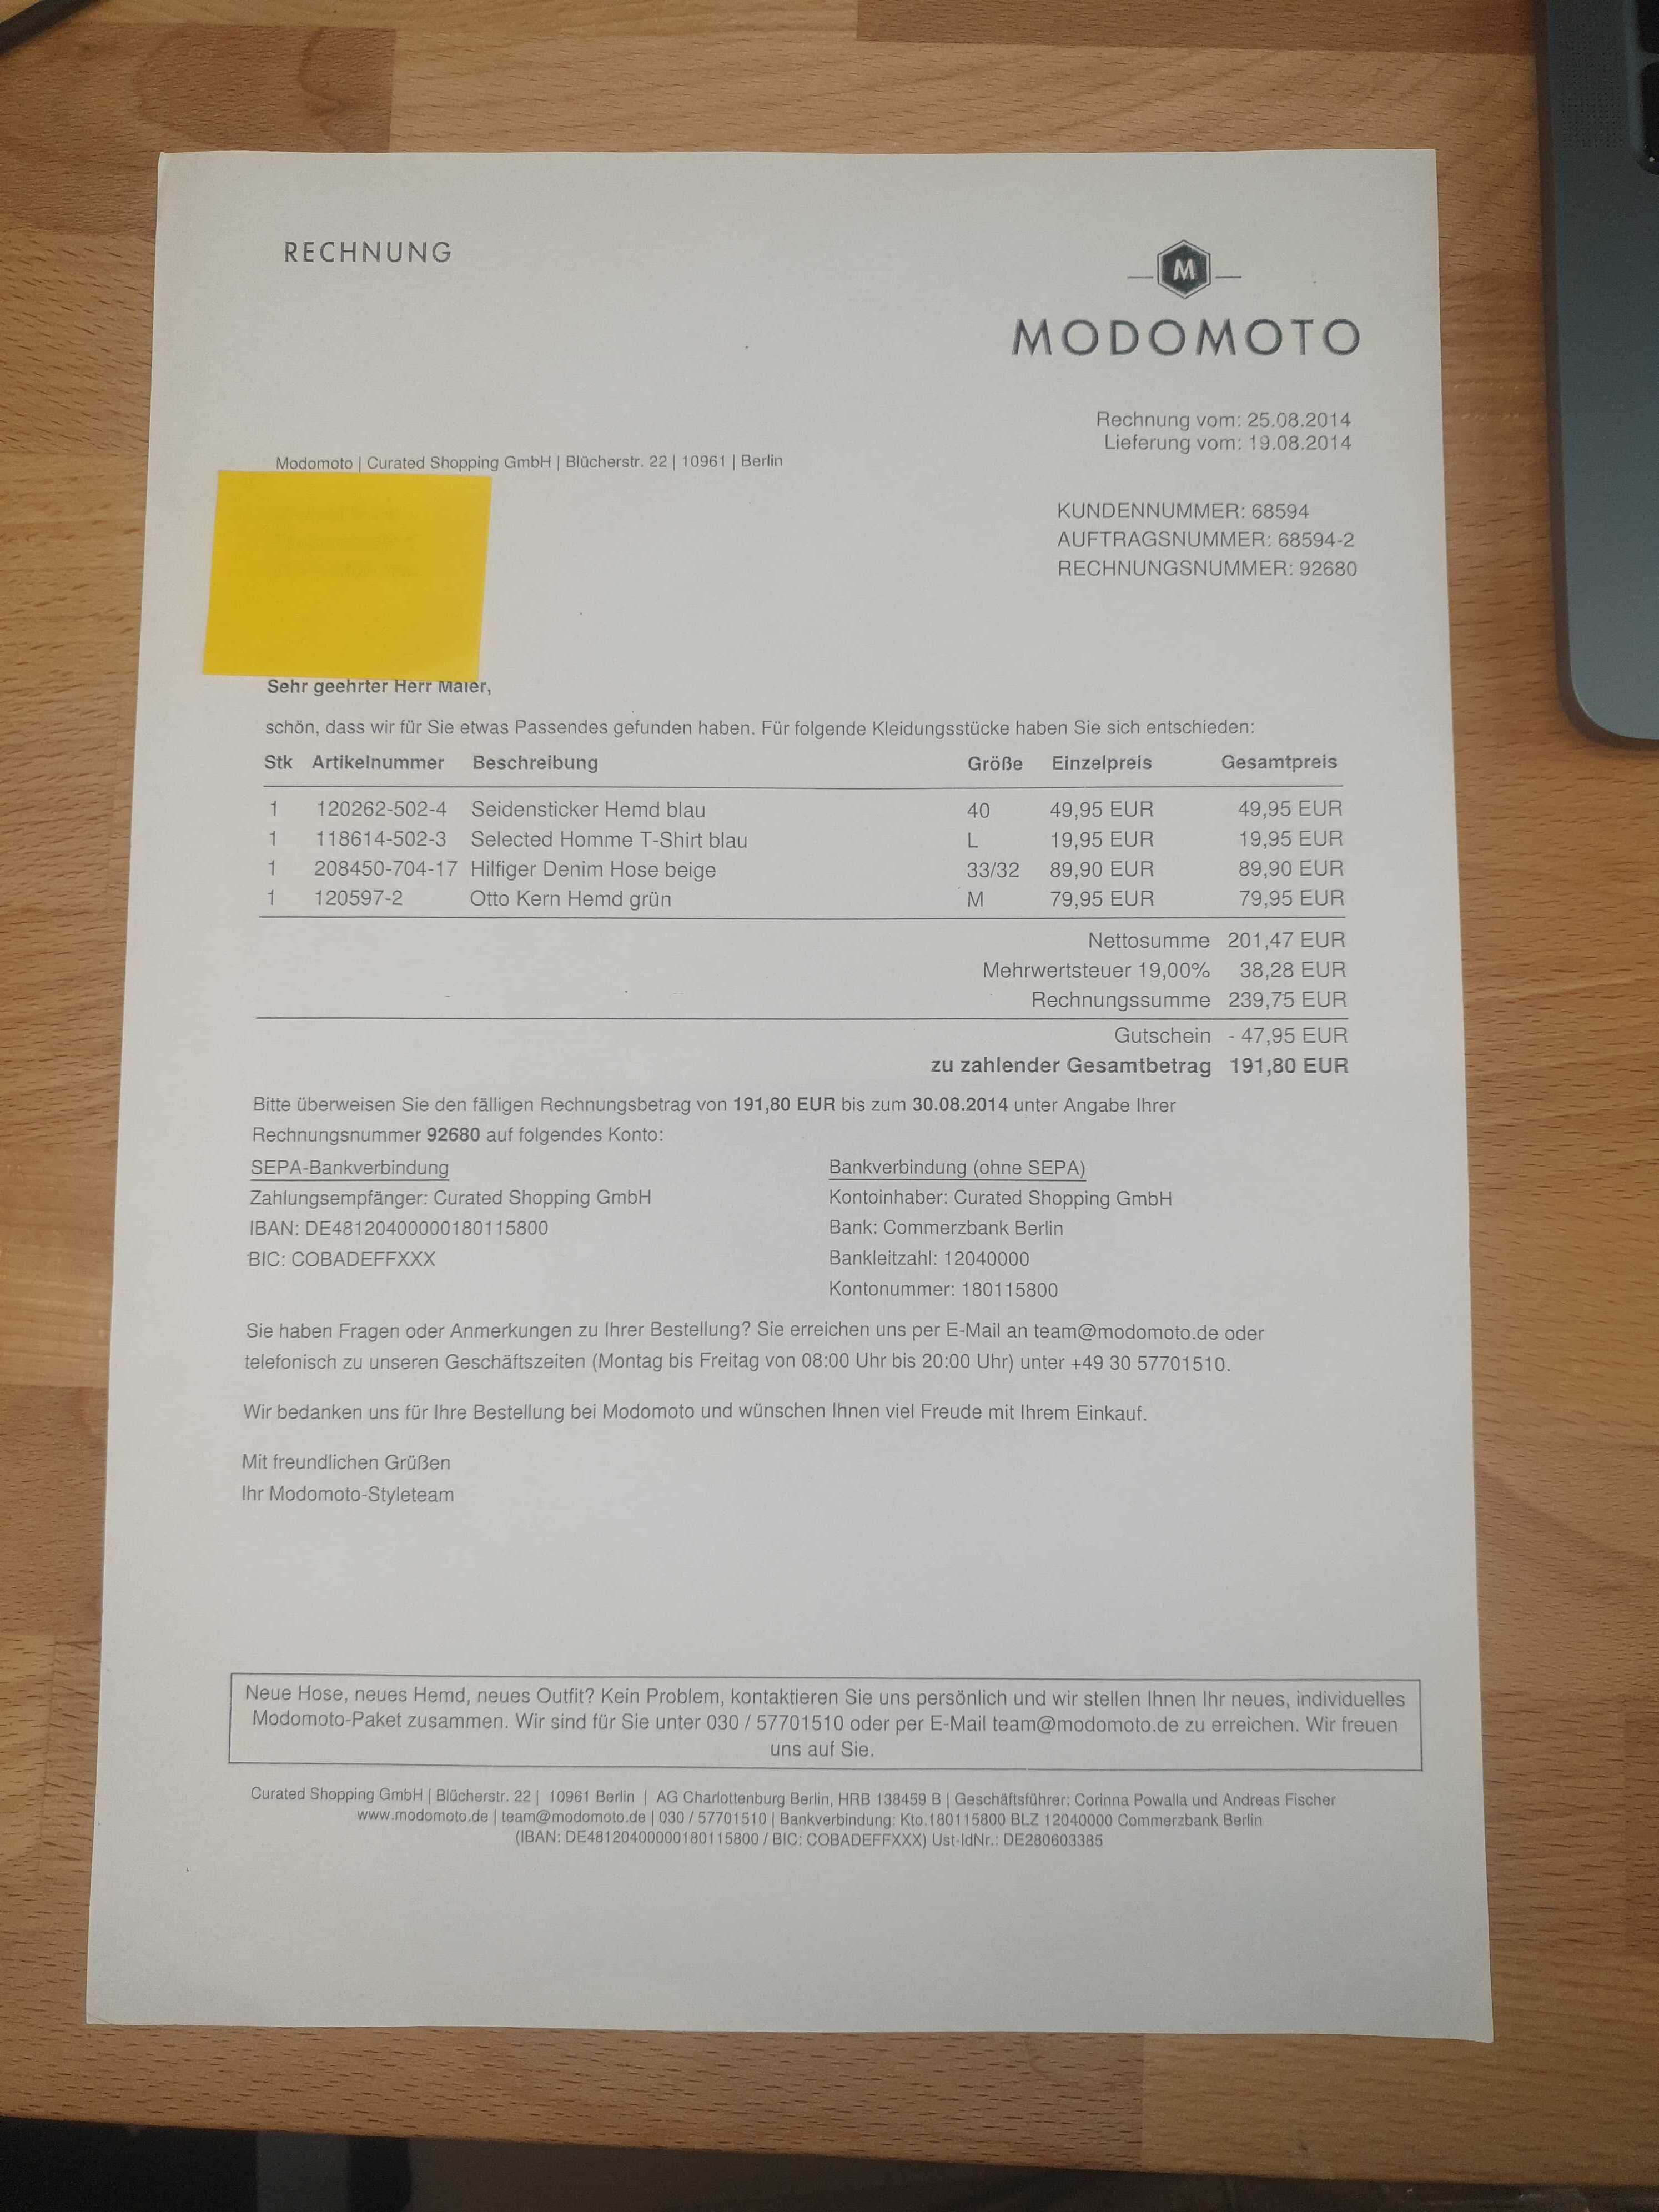 RECHNUNG
M
MODOMOTO
Rechnung vom: 25.08.2014
Lieferung vom: 19.08.2014
Modomoto | Curated Shopping GmbH | Blücherstr. 22 | 10961 | Berlin
KUNDENNUMMER: 68594
AUFTRAGSNUMMER: 68594-2
RECHNUNGSNUMMER: 92680
Sehr geehrter Herr Maier,
schön, dass wir für Sie etwas Passendes gefunden haben. Für folgende Kleidungsstücke haben Sie sich entschieden:
Stk Artikelnummer Beschreibung Größe Einzelpreis Gesamtpreis
1 120262-502-4 Seidensticker Hemd blau 40 49,95 EUR 49,95 EUR
1 118614-502-3 Selected Homme T-Shirt blau L 19,95 EUR 19,95 EUR
1 208450-704-17 Hilfiger Denim Hose beige 33/32 89,90 EUR 89,90 EUR
1 120597-2 Otto Kern Hemd grün M 79,95 EUR 79,95 EUR
Nettosumme 201,47 EUR
Mehrwertsteuer 19,00% 38,28 EUR
Rechnungssumme 239,75 EUR
Gutschein - 47,95 EUR
zu zahlender Gesamtbetrag 191,80 EUR
Bitte überweisen Sie den fälligen Rechnungsbetrag von 191,80 EUR bis zum 30.08.2014 unter Angabe Ihrer
Rechnungsnummer 92680 auf folgendes Konto:
SEPA-Bankverbindung
Zahlungsempfänger: Curated Shopping GmbH
IBAN: DE48120400000180115800
BIC: COBADEFFXXX
Bankverbindung (ohne SEPA)
Kontoinhaber: Curated Shopping GmbH
Bank: Commerzbank Berlin
Bankleitzahl: 12040000
Kontonummer: 180115800
Sie haben Fragen oder Anmerkungen zu Ihrer Bestellung? Sie erreichen uns per E-Mail an team@modomoto.de oder
telefonisch zu unseren Geschäftszeiten (Montag bis Freitag von 08:00 Uhr bis 20:00 Uhr) unter +49 30 57701510.
Wir bedanken uns für Ihre Bestellung bei Modomoto und wünschen Ihnen viel Freude mit Ihrem Einkauf.
Mit freundlichen Grüßen
Ihr Modomoto-Styleteam
Neue Hose, neues Hemd, neues Outfit? Kein Problem, kontaktieren Sie uns persönlich und wir stellen Ihnen Ihr neues, individuelles
Modomoto-Paket zusammen. Wir sind für Sie unter 030 / 57701510 oder per E-Mail team@modomoto.de zu erreichen. Wir freuen
uns auf Sie.
Curated Shopping GmbH | Blücherstr. 22 | 10961 Berlin | AG Charlottenburg Berlin, HRB 138459 B | Geschäftsführer: Corinna Powalla und Andreas Fischer
www.modomoto.de | team@modomoto.de | 030 / 57701510 | Bankverbindung: Kto.180115800 BLZ 12040000 Commerzbank Berlin
(IBAN: DE48120400000180115800 / BIC: COBADEFFXXX) Ust-IdNr.: DE280603385